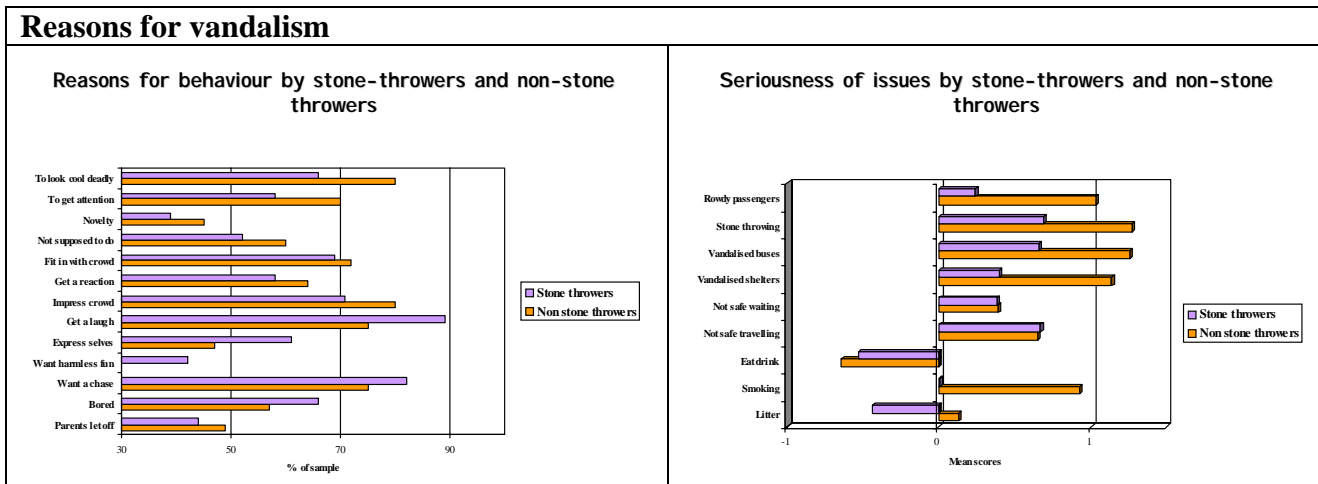 Reasons for vandalism
Reasons for behaviour by stone-throwers and non-stone
throwers
To look cool deadly
To get attention
Novelty
Not supposed to do
Fit in with crowd
Get a reaction
Impress crowd
Get a laugh
Express selves
Want harmless fun
Want a chase
Bored
Parents let off
30 50 70 90
% of sample
Stone throwers
Non stone throwers
Seriousness of issues by stone-throwers and non-stone
throwers
Rowdy passengers
Stone throwing
Vandalised buses
Vandalised shelters
Not safe waiting
Not safe travelling
Eat drink
Smoking
Litter
-1 0 1
Mean scores
Stone throwers
Non stone throwers